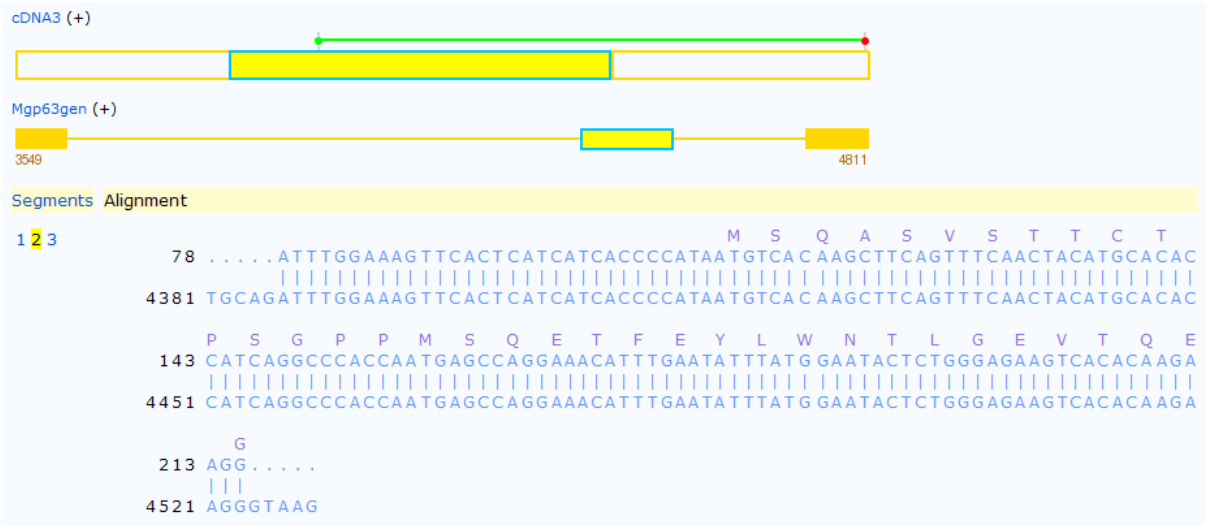 cDNA3 (+)
Mgp63gen (+)
3549 4811
Segments Alignment
1 2 3
M S Q A S V S T T C T
78 .....ATTTGGAAAGTTCACTCATCATCACCCCATAATGTCACAAGCTTCAGTTTCAACTACATGCACAC
4381 TGCAGATTTGGAAAGTTCACTCATCATCACCCCATAATGTCACAAGCTTCAGTTTCAACTACATGCACAC
P S G P P M S Q E T F E Y L W N T L G E V T Q E
143 CATCAGGCCCACCAATGAGCCAGGAAACATTTGAATATTTATGGAATACTCTGGGAGAAGTCACACAAGA
4451 CATCAGGCCCACCAATGAGCCAGGAAACATTTGAATATTTATGGAATACTCTGGGAGAAGTCACACAAGA
G
213 AGG.....
4521 AGGGTAAG